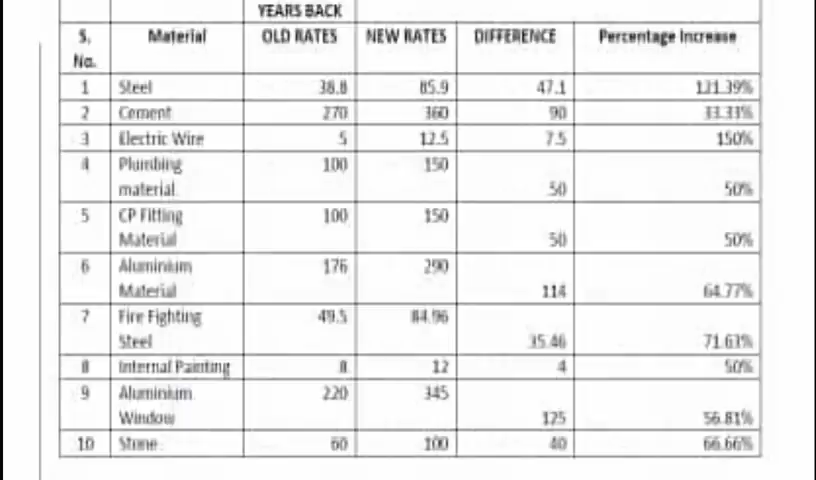 YEARS BACK
S. No. Material OLD RATES NEW RATES DIFFERENCE Percentage Increase
1 Steel 38.8 85.9 47.1 121.39%
2 Cement 270 360 90 33.33%
3 Electric Wire 5 12.5 7.5 150%
4 Plumbing material 100 150 50 50%
5 CP Fitting Material 100 150 50 50%
6 Aluminium Material 176 290 114 64.77%
7 Fire Fighting Steel 49.5 84.96 35.46 71.63%
8 Internal Painting 8 12 4 50%
9 Aluminium Window 220 345 125 56.81%
10 Stone 60 100 40 66.66%